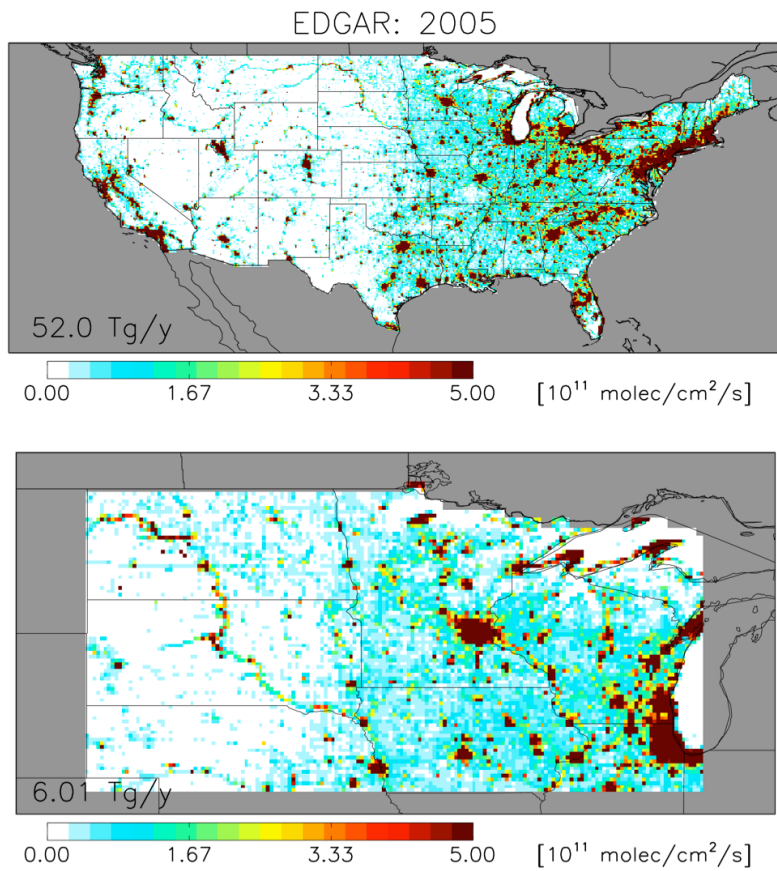 EDGAR: 2005
52.0 Tg/y
0.00 1.67 3.33 5.00 [10¹¹ molec/cm²/s]
6.01 Tg/y
0.00 1.67 3.33 5.00 [10¹¹ molec/cm²/s]